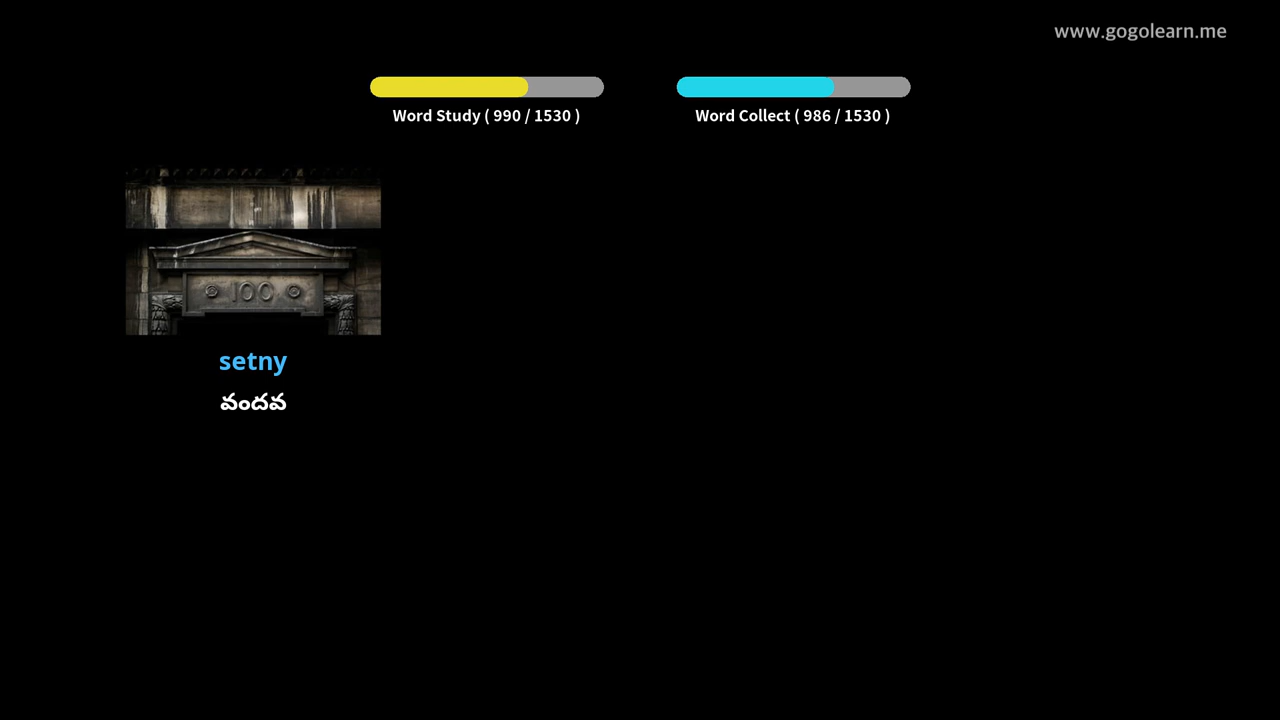 www.gogolearn.me
Word Study ( 990 / 1530 )
Word Collect ( 986 / 1530 )
100
setny
వందవ